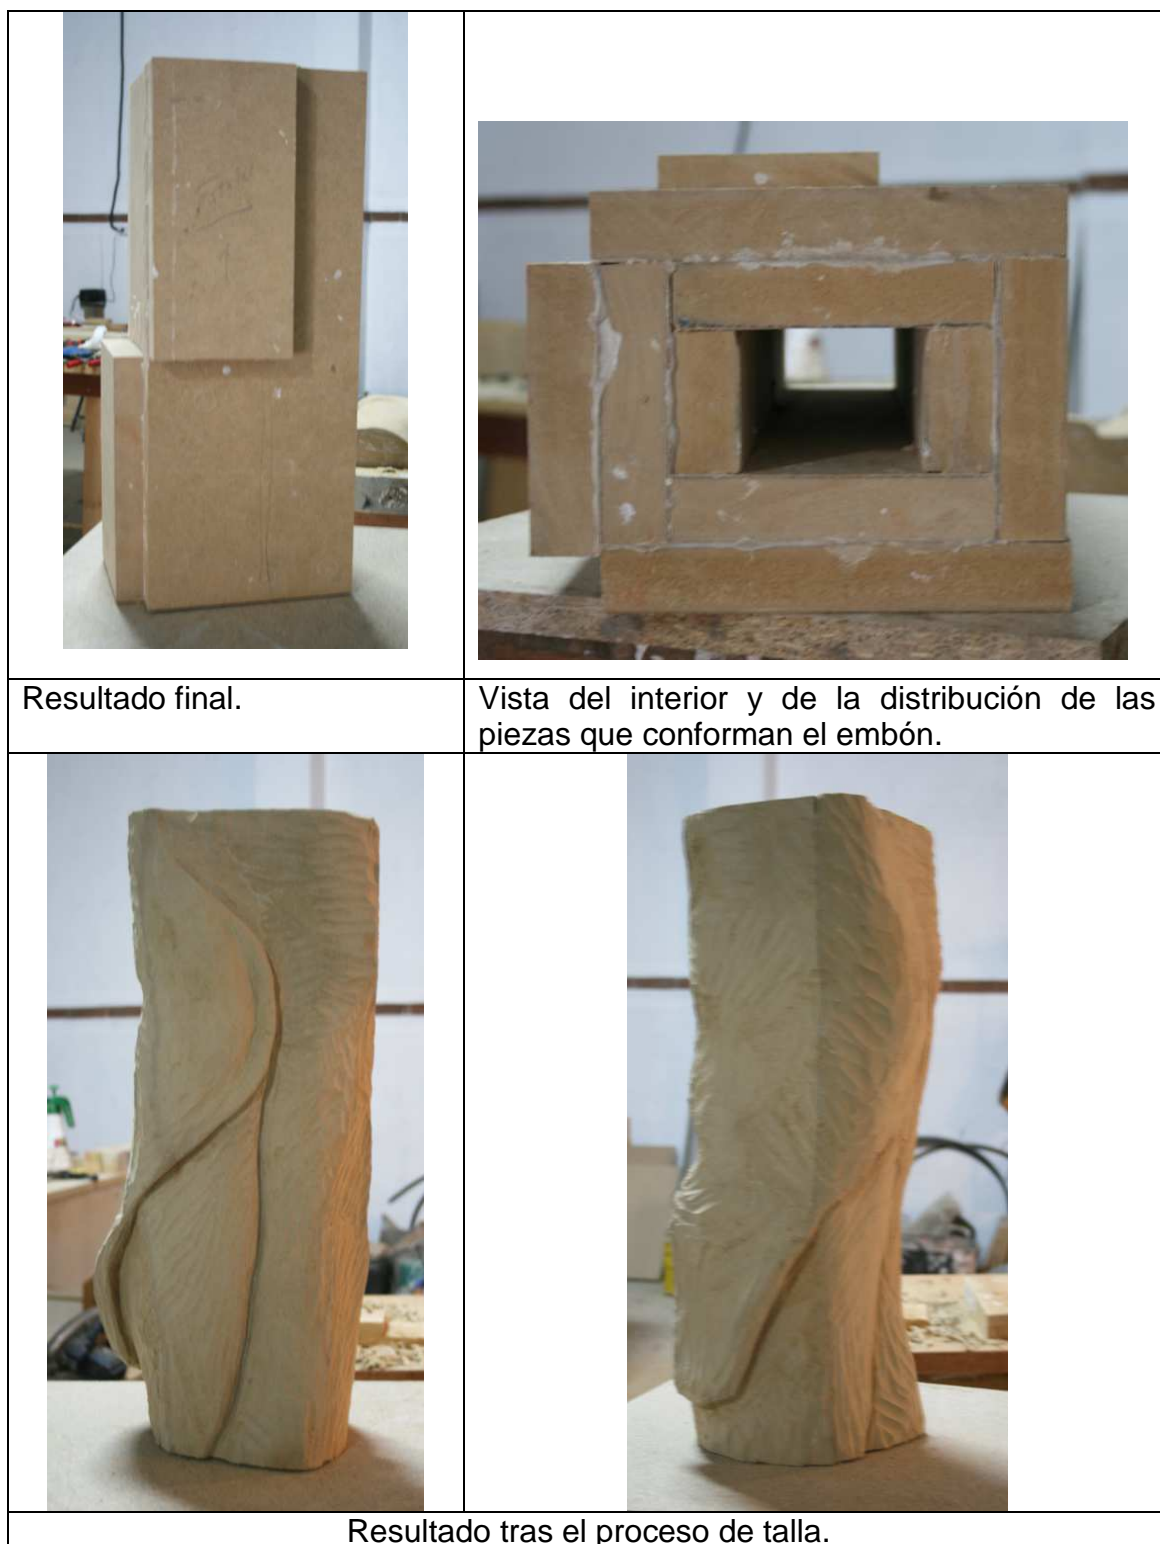 Resultado final.
Vista del interior y de la distribución de las
piezas que conforman el embón.
Resultado tras el proceso de talla.